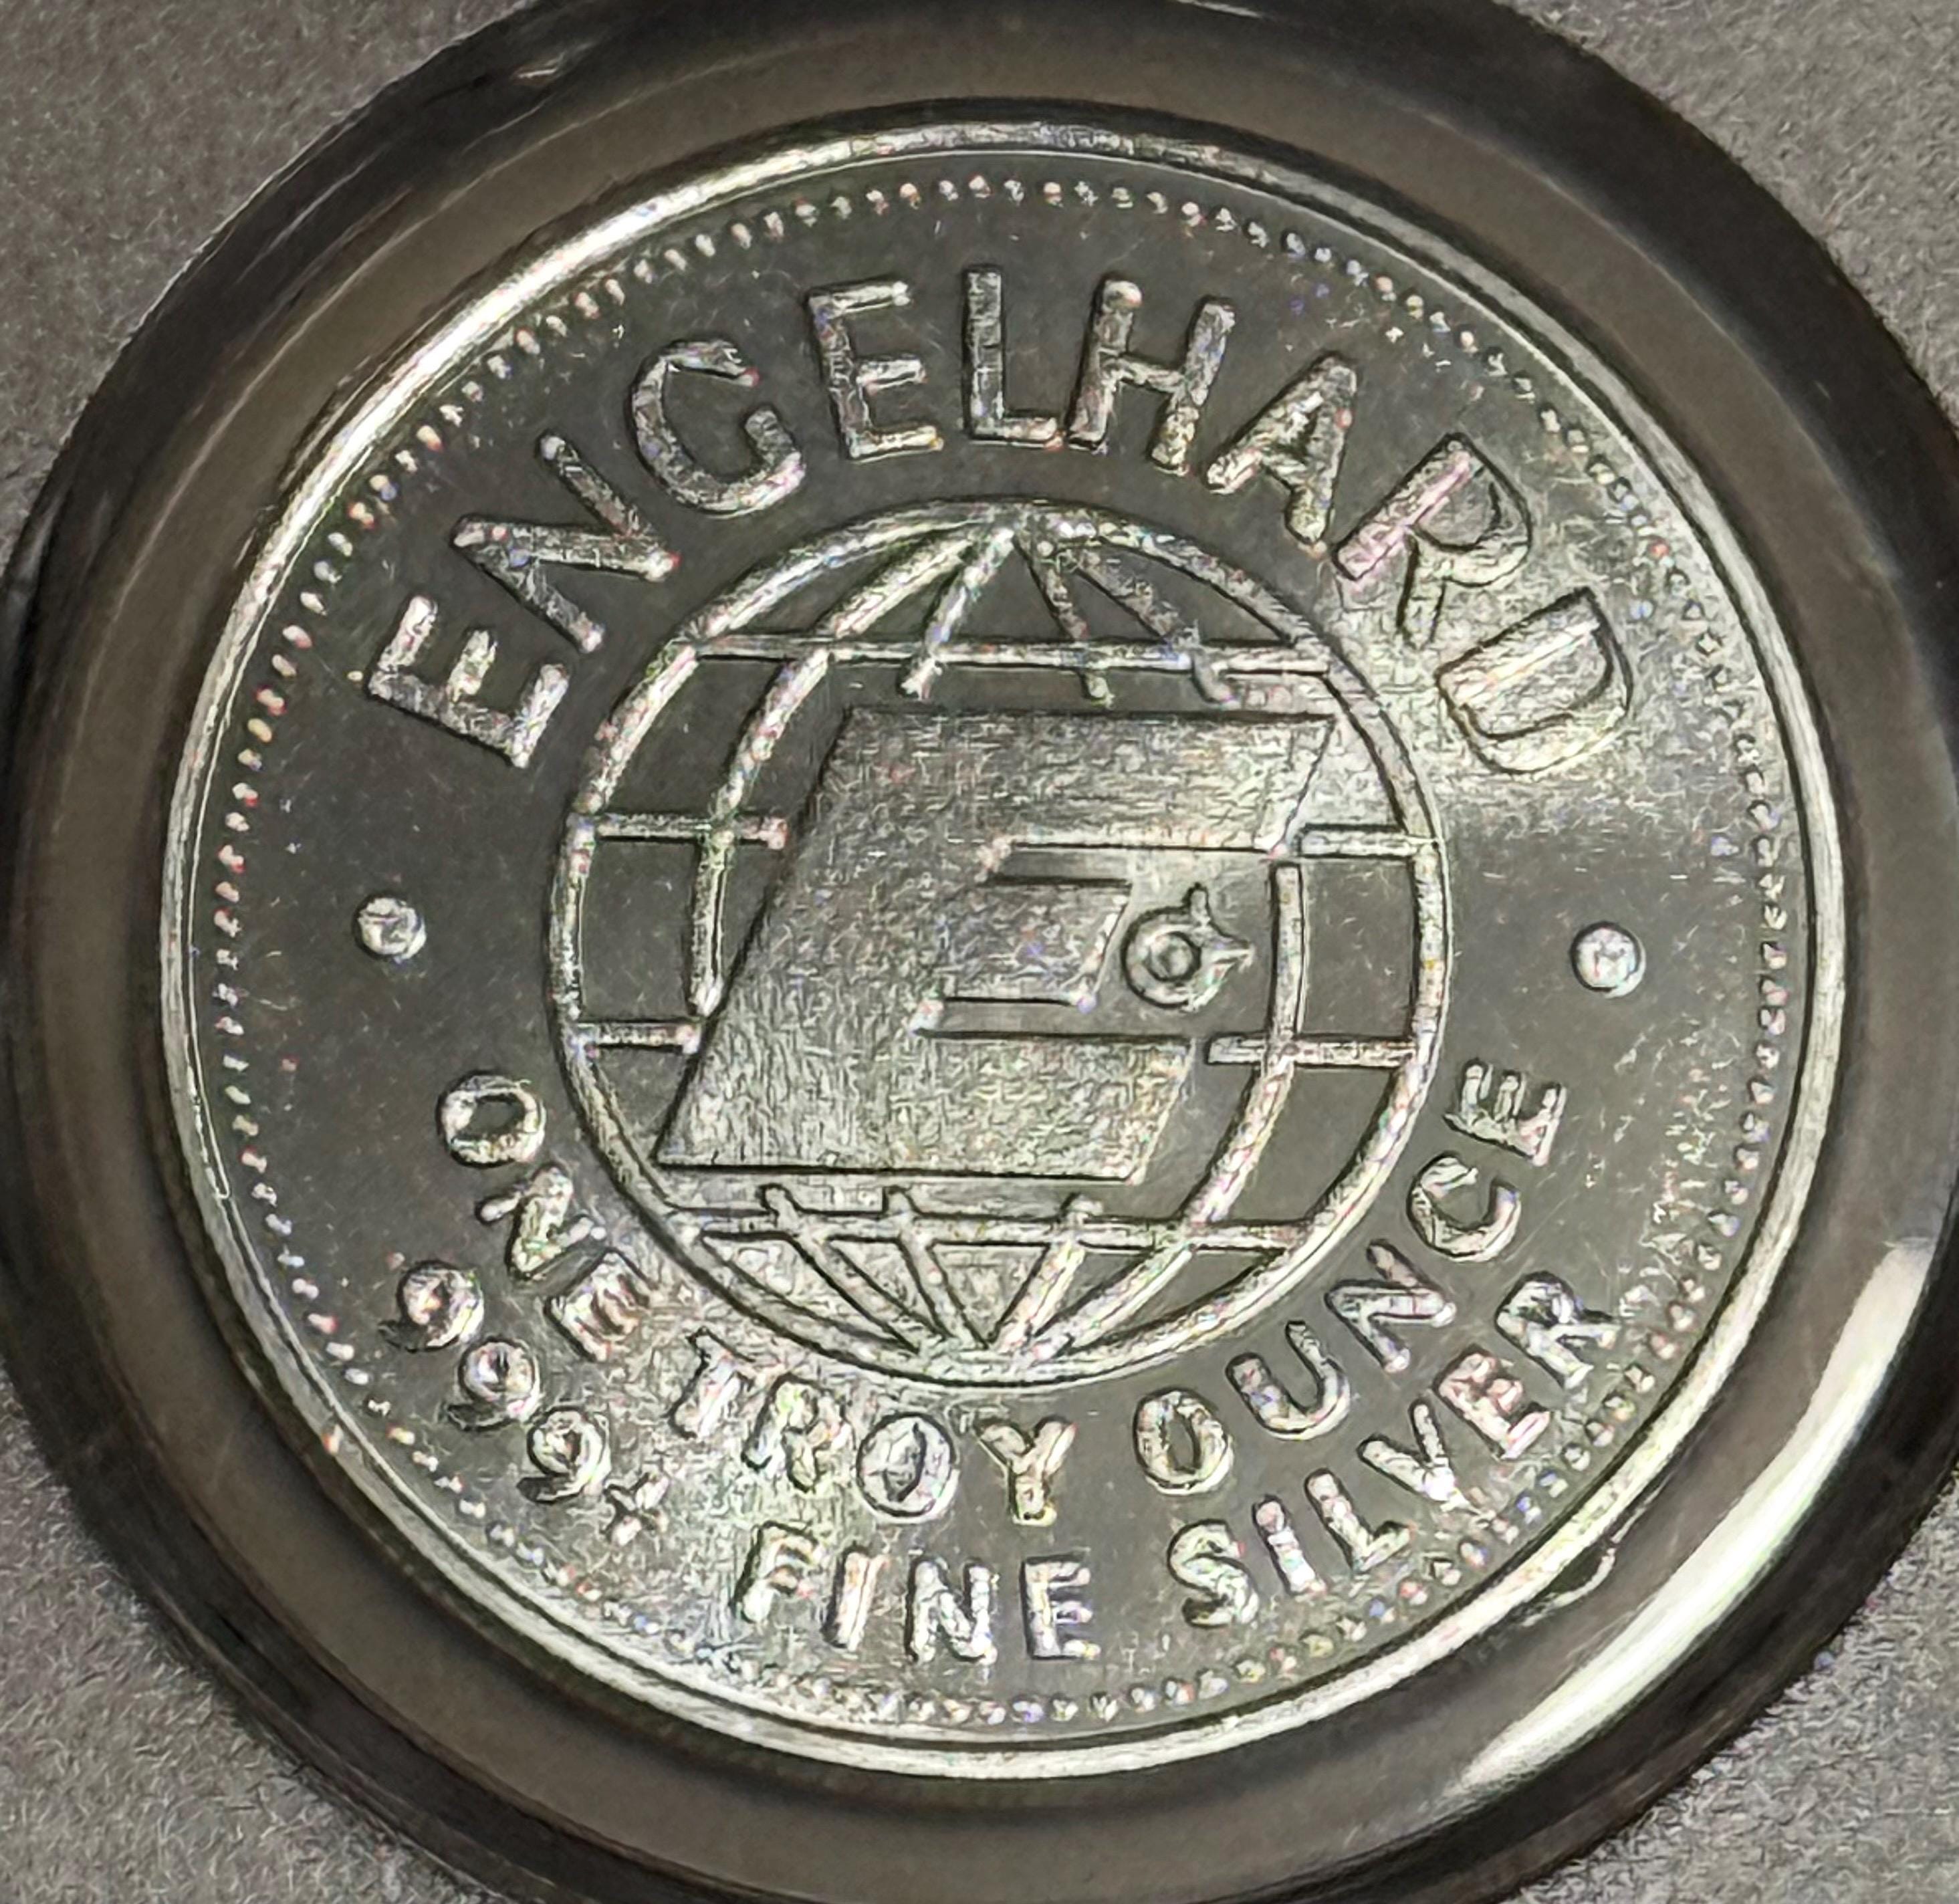 ENGELHARD
E
ONE TROY OUNCE
999+ FINE SILVER